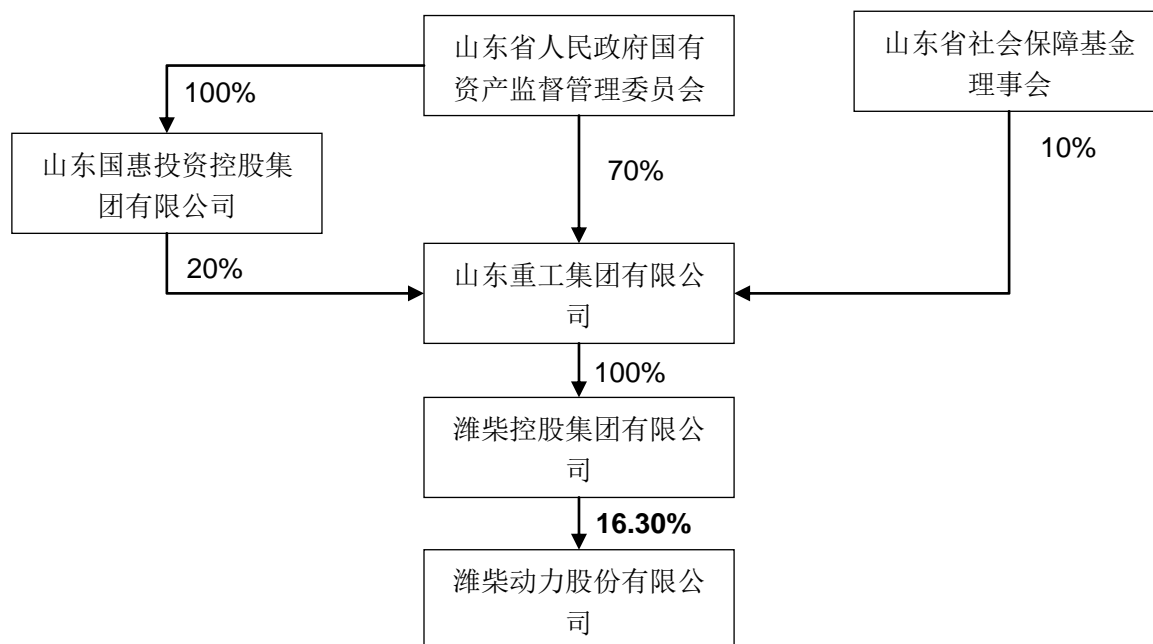 山东省人民政府国有
资产监督管理委员会
山东省社会保障基金
理事会
100%
山东国惠投资控股集
团有限公司
70%
10%
20%
山东重工集团有限公
司
100%
潍柴控股集团有限公
司
16.30%
潍柴动力股份有限公
司